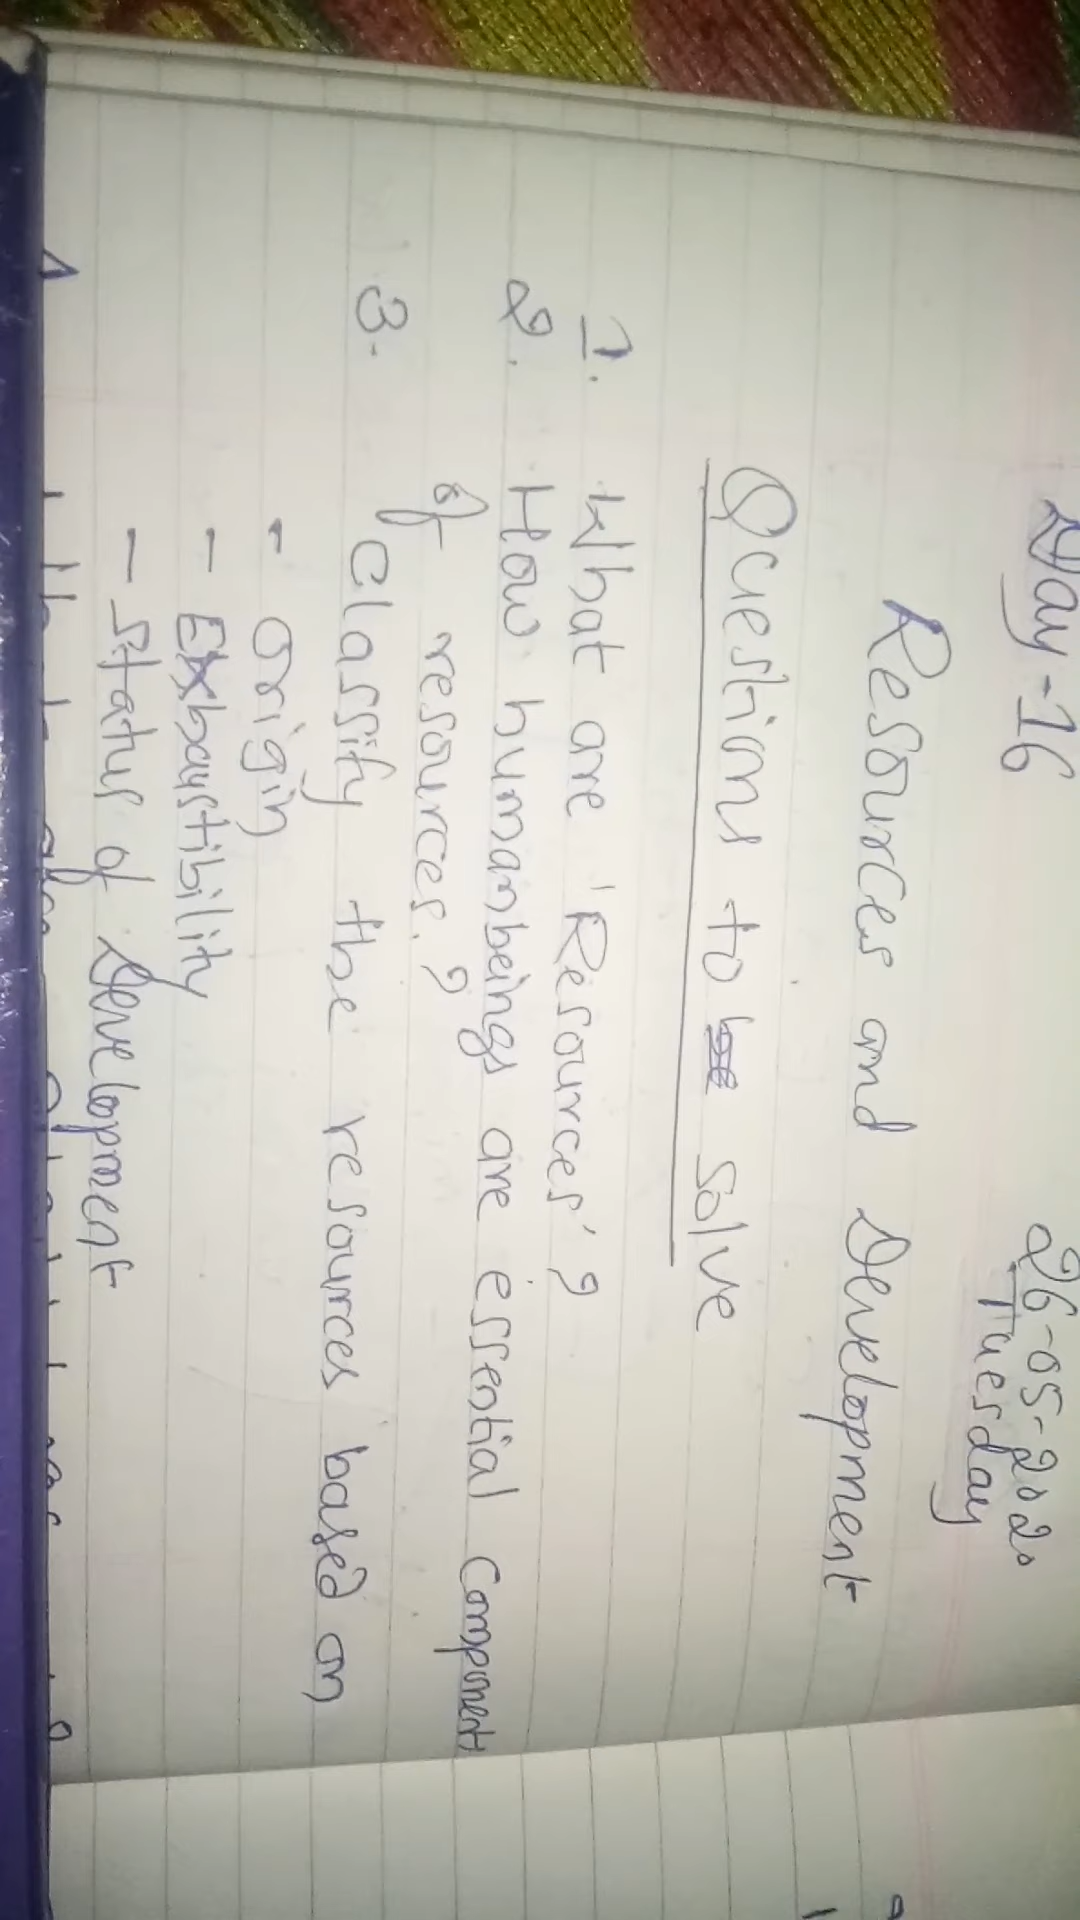 Day-16
26-05-2020
Tuesday
Resources and Development
Questions to solve
1. What are 'Resources'?
2. How humanbeings are essential component
of resources?
3. Classify the resources based on
- origin
- Exhaustibility
- Status of Development